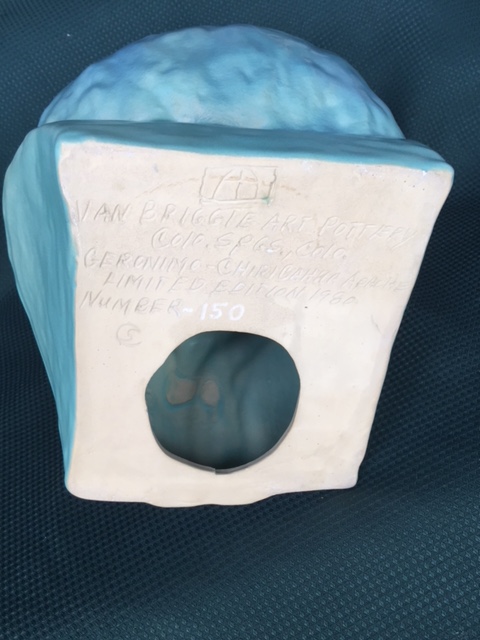 VAN BRIGGLE ART POTTERY
COLO. SPGS, COLO.
GERONIMO-CHIRICAHUA APACHE
LIMITED EDITION 1980
NUMBER-150
S